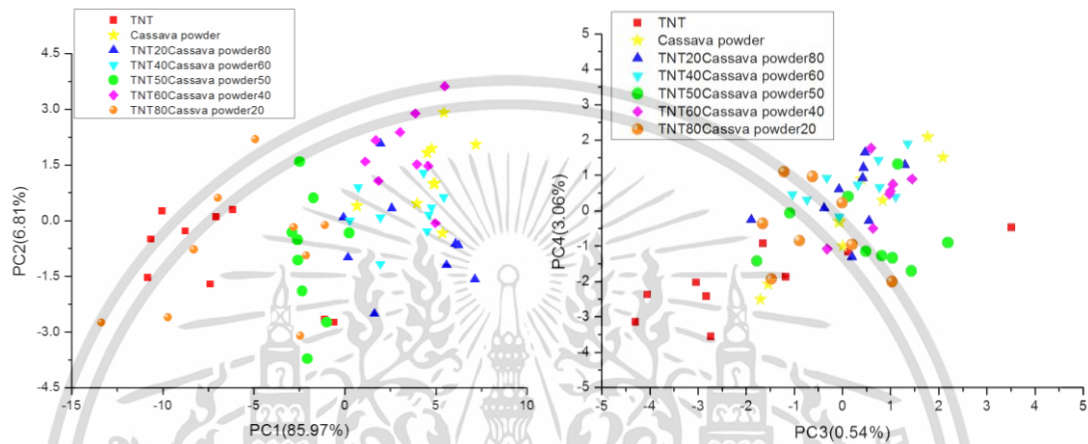 TNT
Cassava powder
TNT20Cassava powder80
TNT40Cassava powder60
TNT50Cassava powder50
TNT60Cassava powder40
TNT80Cassva powder20
4.5
3.0
1.5
0.0
-1.5
-3.0
-4.5
PC2(6.81%)
-15
-10
-5
0
5
10
PC1(85.97%)
TNT
Cassava powder
TNT20Cassava powder80
TNT40Cassava powder60
TNT50Cassava powder50
TNT60Cassava powder40
TNT80Cassva powder20
5
4
3
2
1
0
-1
-2
-3
-4
-5
PC4(3.06%)
-5
-4
-3
-2
-1
0
1
2
3
4
5
PC3(0.54%)